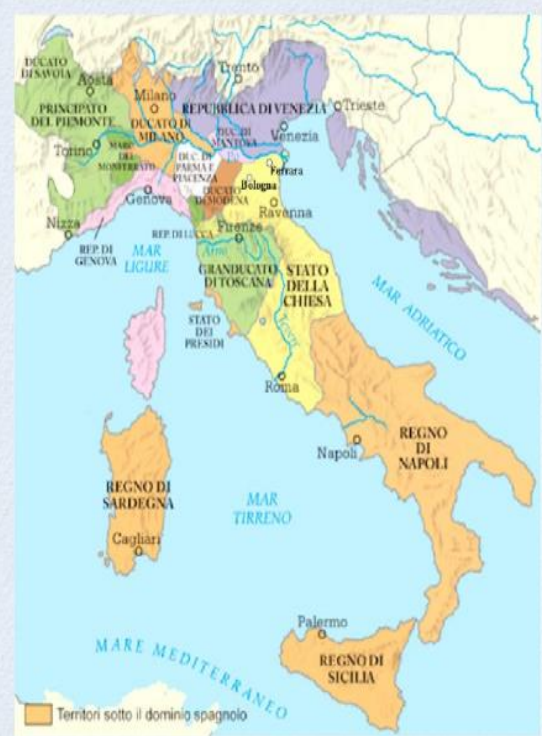 DUCATO
DI SAVOIA
Aosta
Trento
PRINCIPATO
DEL PIEMONTE
Milano
DUCATO DI
MILANO
REPUBBLICA DI VENEZIA
Trieste
Venezia
DUC. DI
MANTOVA
Torino
MARC.
DEL
MONFERRATO
DUC. DI
PARMA E
PIACENZA
Po
Ferrara
Bologna
DUCATO
DI MODENA
Genova
Ravenna
Nizza
REP. DI
GENOVA
REP. DI LUCCA
Firenze
Arno
MAR
LIGURE
GRANDUCATO
DI TOSCANA
STATO
DELLA
CHIESA
MAR ADRIATICO
STATO
DEI
PRESIDI
Tevere
Roma
Napoli
REGNO
DI
NAPOLI
REGNO DI
SARDEGNA
Cagliari
MAR
TIRRENO
Palermo
REGNO DI
SICILIA
MARE MEDITERRANEO
Territori sotto il dominio spagnolo